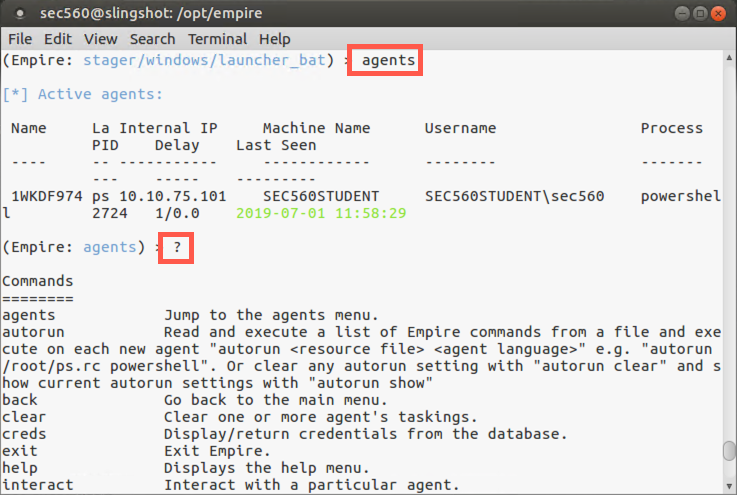 sec560@slingshot: /opt/empire
File Edit View Search Terminal Help
(Empire: stager/windows/launcher_bat) > agents
[*] Active agents:
Name La Internal IP Machine Name Username Process
PID Delay Last Seen
---- -- ----------- ------------ -------- -------
--- ----- ---------
1WKDF974 ps 10.10.75.101 SEC560STUDENT SEC560STUDENT\sec560 powershel
l 2724 1/0.0 2019-07-01 11:58:29
(Empire: agents) > ?
Commands
========
agents Jump to the agents menu.
autorun Read and execute a list of Empire commands from a file and exe
cute on each new agent "autorun <resource file> <agent language>" e.g. "autorun
/root/ps.rc powershell". Or clear any autorun setting with "autorun clear" and s
how current autorun settings with "autorun show"
back Go back to the main menu.
clear Clear one or more agent's taskings.
creds Display/return credentials from the database.
exit Exit Empire.
help Displays the help menu.
interact Interact with a particular agent.